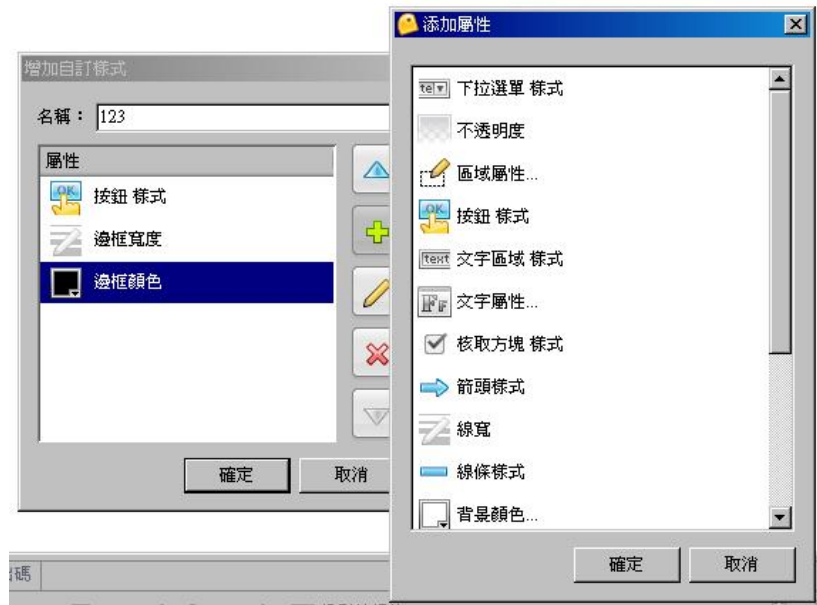 添加屬性
增加自訂樣式
名稱：
123
屬性
按鈕 樣式
邊框寬度
邊框顏色
確定
取消
te
下拉選單 樣式
不透明度
區域屬性...
OK
按鈕 樣式
text
文字區域 樣式
文字屬性...
核取方塊 樣式
箭頭樣式
線寬
線條樣式
背景顏色...
確定
取消
碼